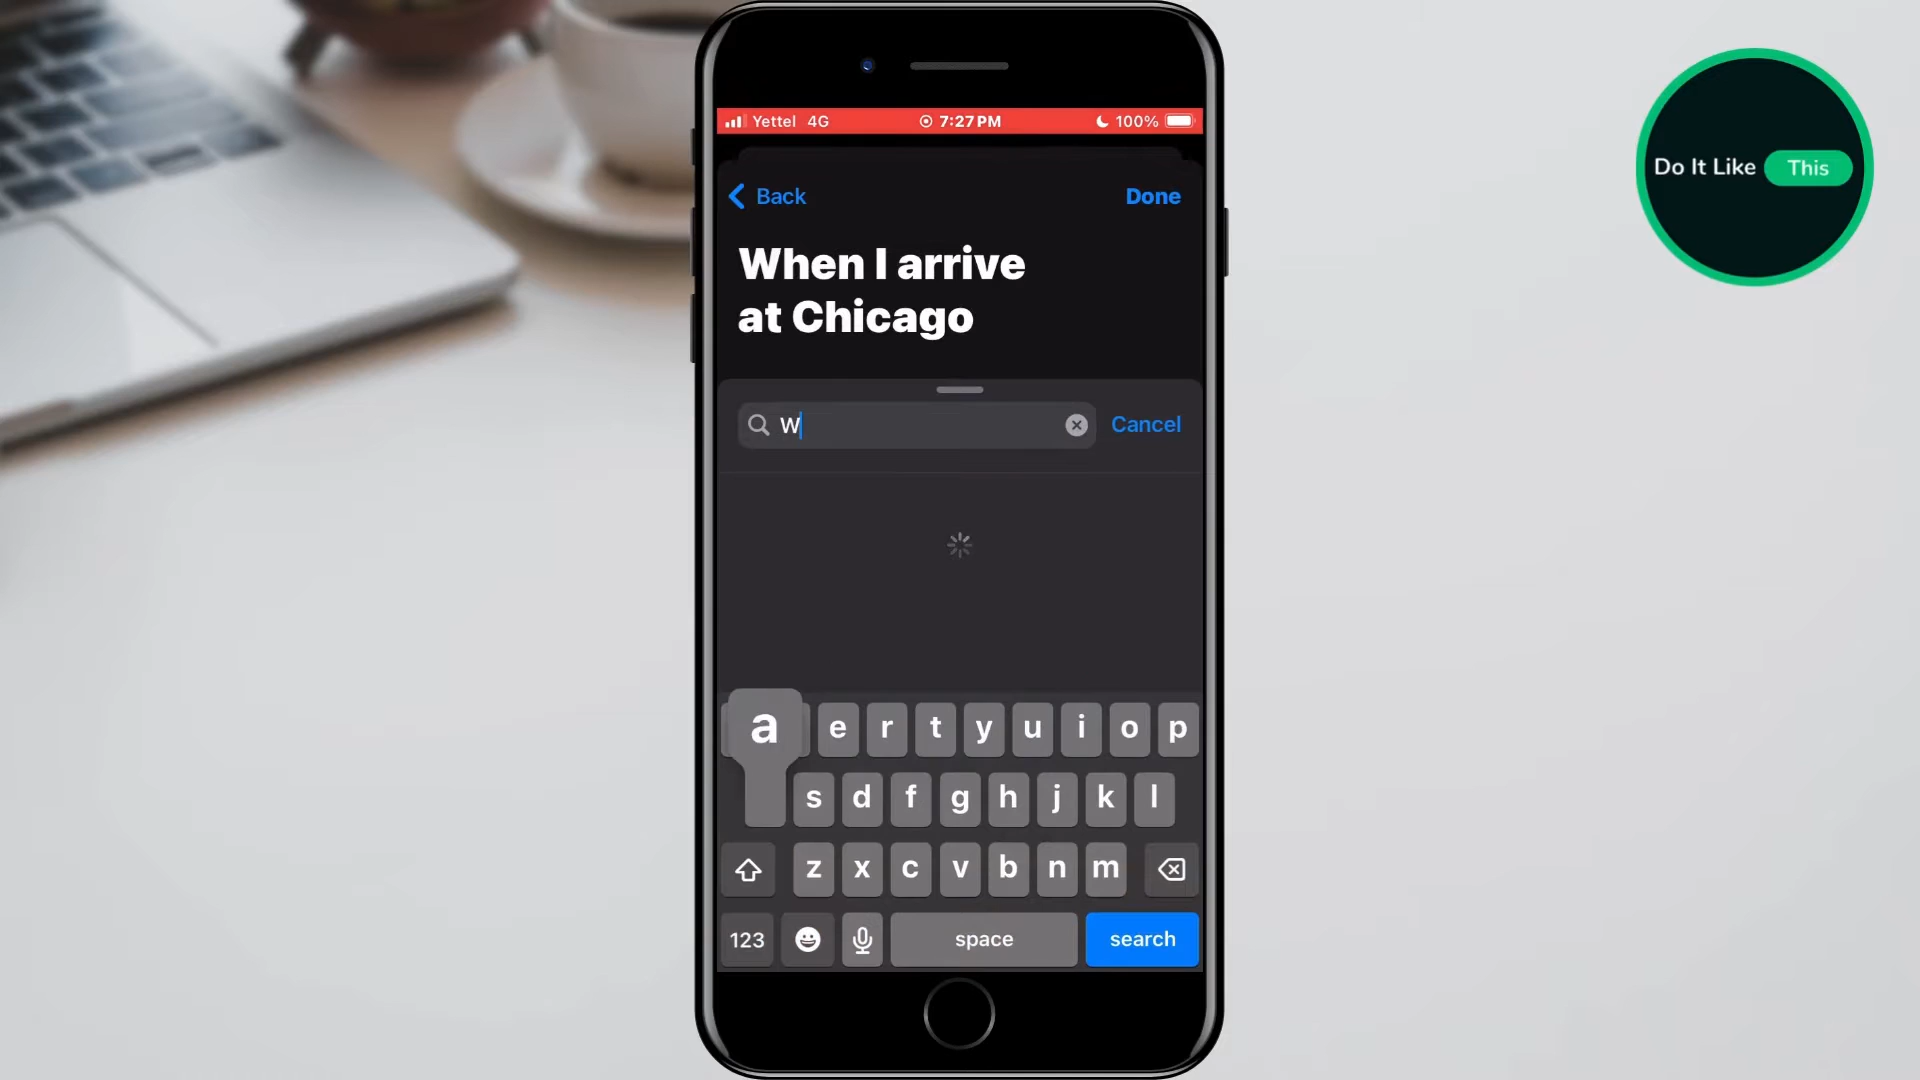 Yettel 4G 7:27 PM 100%
Back Done
When I arrive
at Chicago
W Cancel
a e r t y u i o p
s d f g h j k l
z x c v b n m
123 space search
Do It Like This